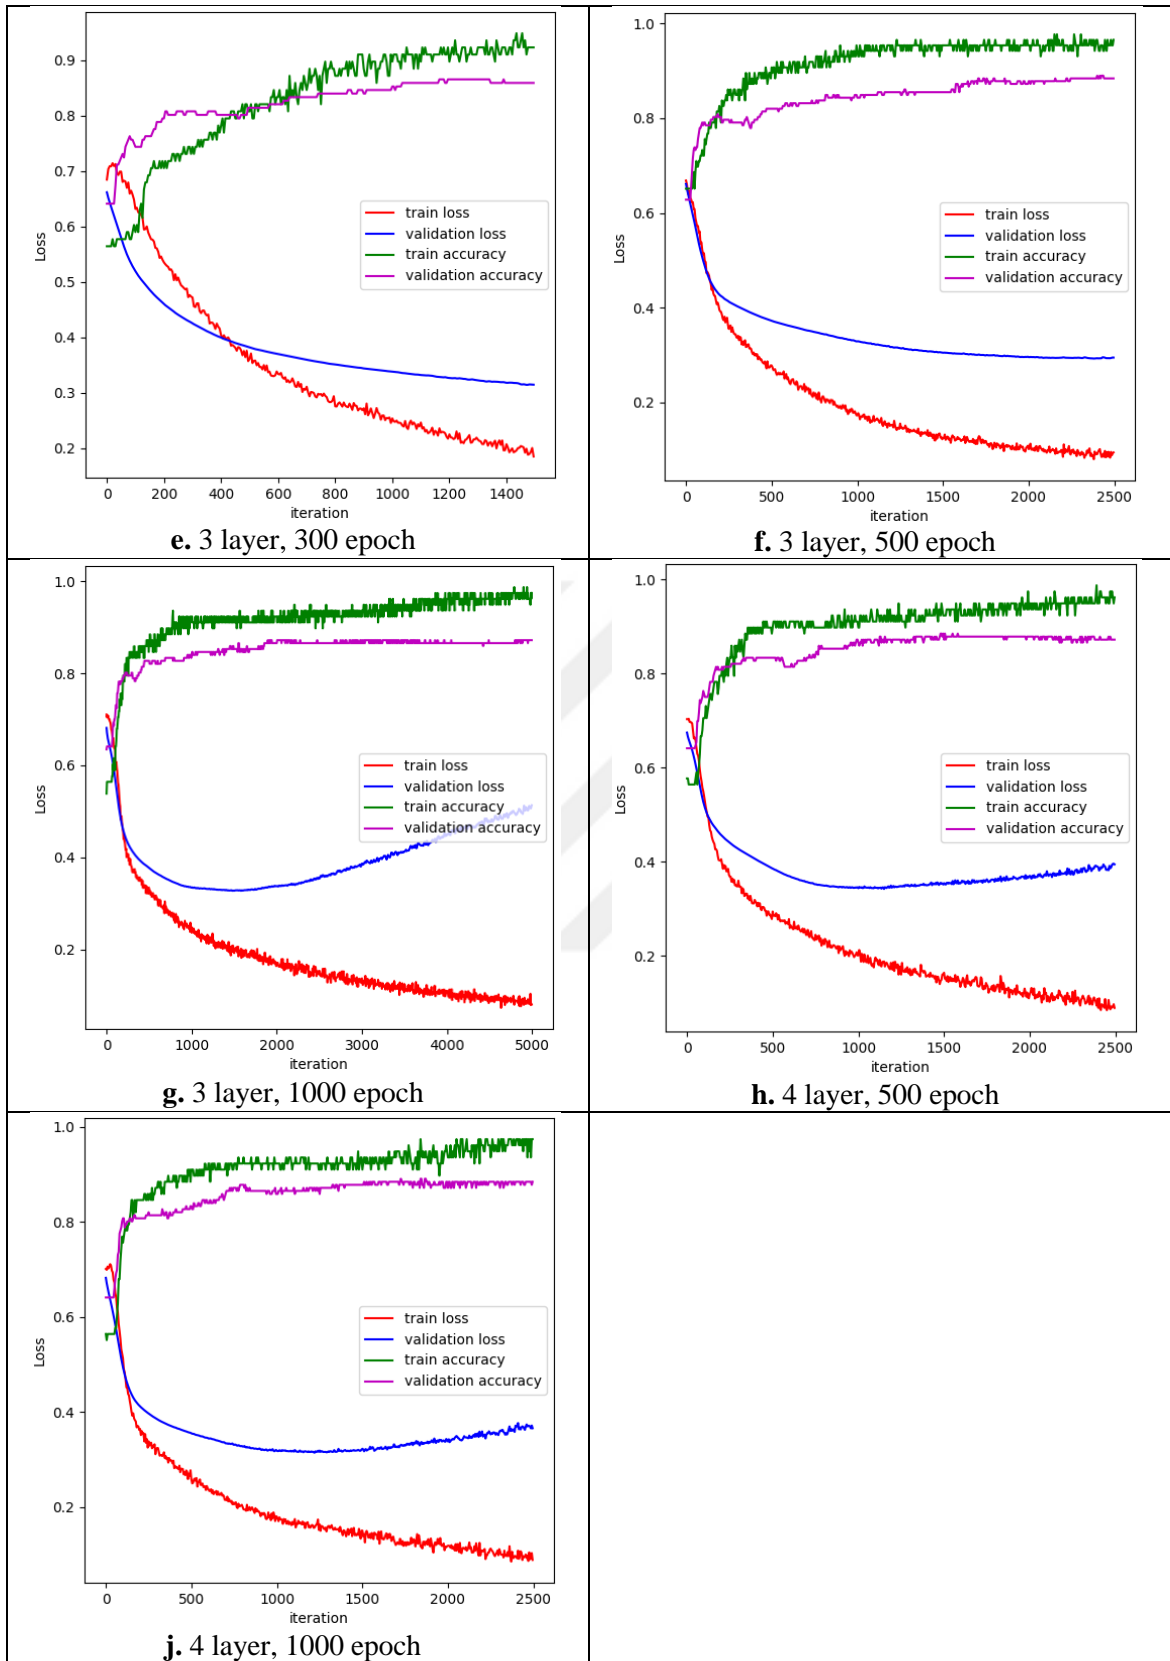 0.9
0.8
0.7
0.6
0.5
0.4
0.3
0.2
Loss
train loss
validation loss
train accuracy
validation accuracy
0 200 400 600 800 1000 1200 1400
iteration
e. 3 layer, 300 epoch
1.0
0.8
0.6
0.4
0.2
Loss
train loss
validation loss
train accuracy
validation accuracy
0 500 1000 1500 2000 2500
iteration
f. 3 layer, 500 epoch
1.0
0.8
0.6
0.4
0.2
Loss
train loss
validation loss
train accuracy
validation accuracy
0 1000 2000 3000 4000 5000
iteration
g. 3 layer, 1000 epoch
1.0
0.8
0.6
0.4
0.2
Loss
train loss
validation loss
train accuracy
validation accuracy
0 500 1000 1500 2000 2500
iteration
h. 4 layer, 500 epoch
1.0
0.8
0.6
0.4
0.2
Loss
train loss
validation loss
train accuracy
validation accuracy
0 500 1000 1500 2000 2500
iteration
j. 4 layer, 1000 epoch